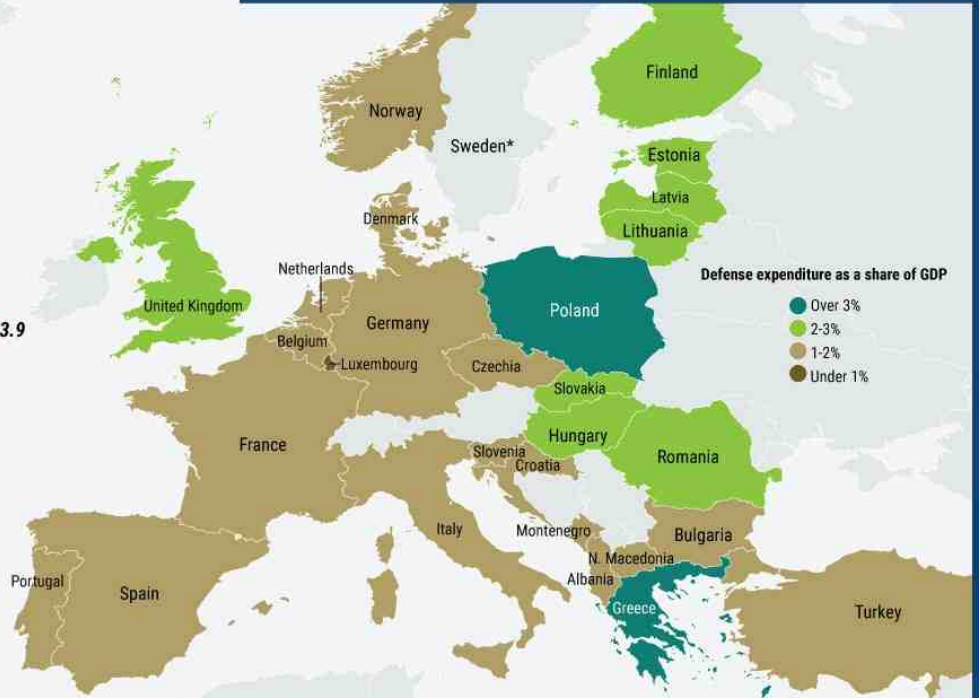 Finland
Norway
Sweden*
Estonia
Latvia
Denmark
Lithuania
Netherlands
Defense expenditure as a share of GDP
United Kingdom
Over 3%
Poland
3.9
Germany
2-3%
Belgium
1-2%
Luxembourg
Czechia
Under 1%
Slovakia
France
Hungary
Slovenia
Romania
Croatia
Italy
Montenegro
Bulgaria
N. Macedonia
Portugal
Albania
Spain
Greece
Turkey